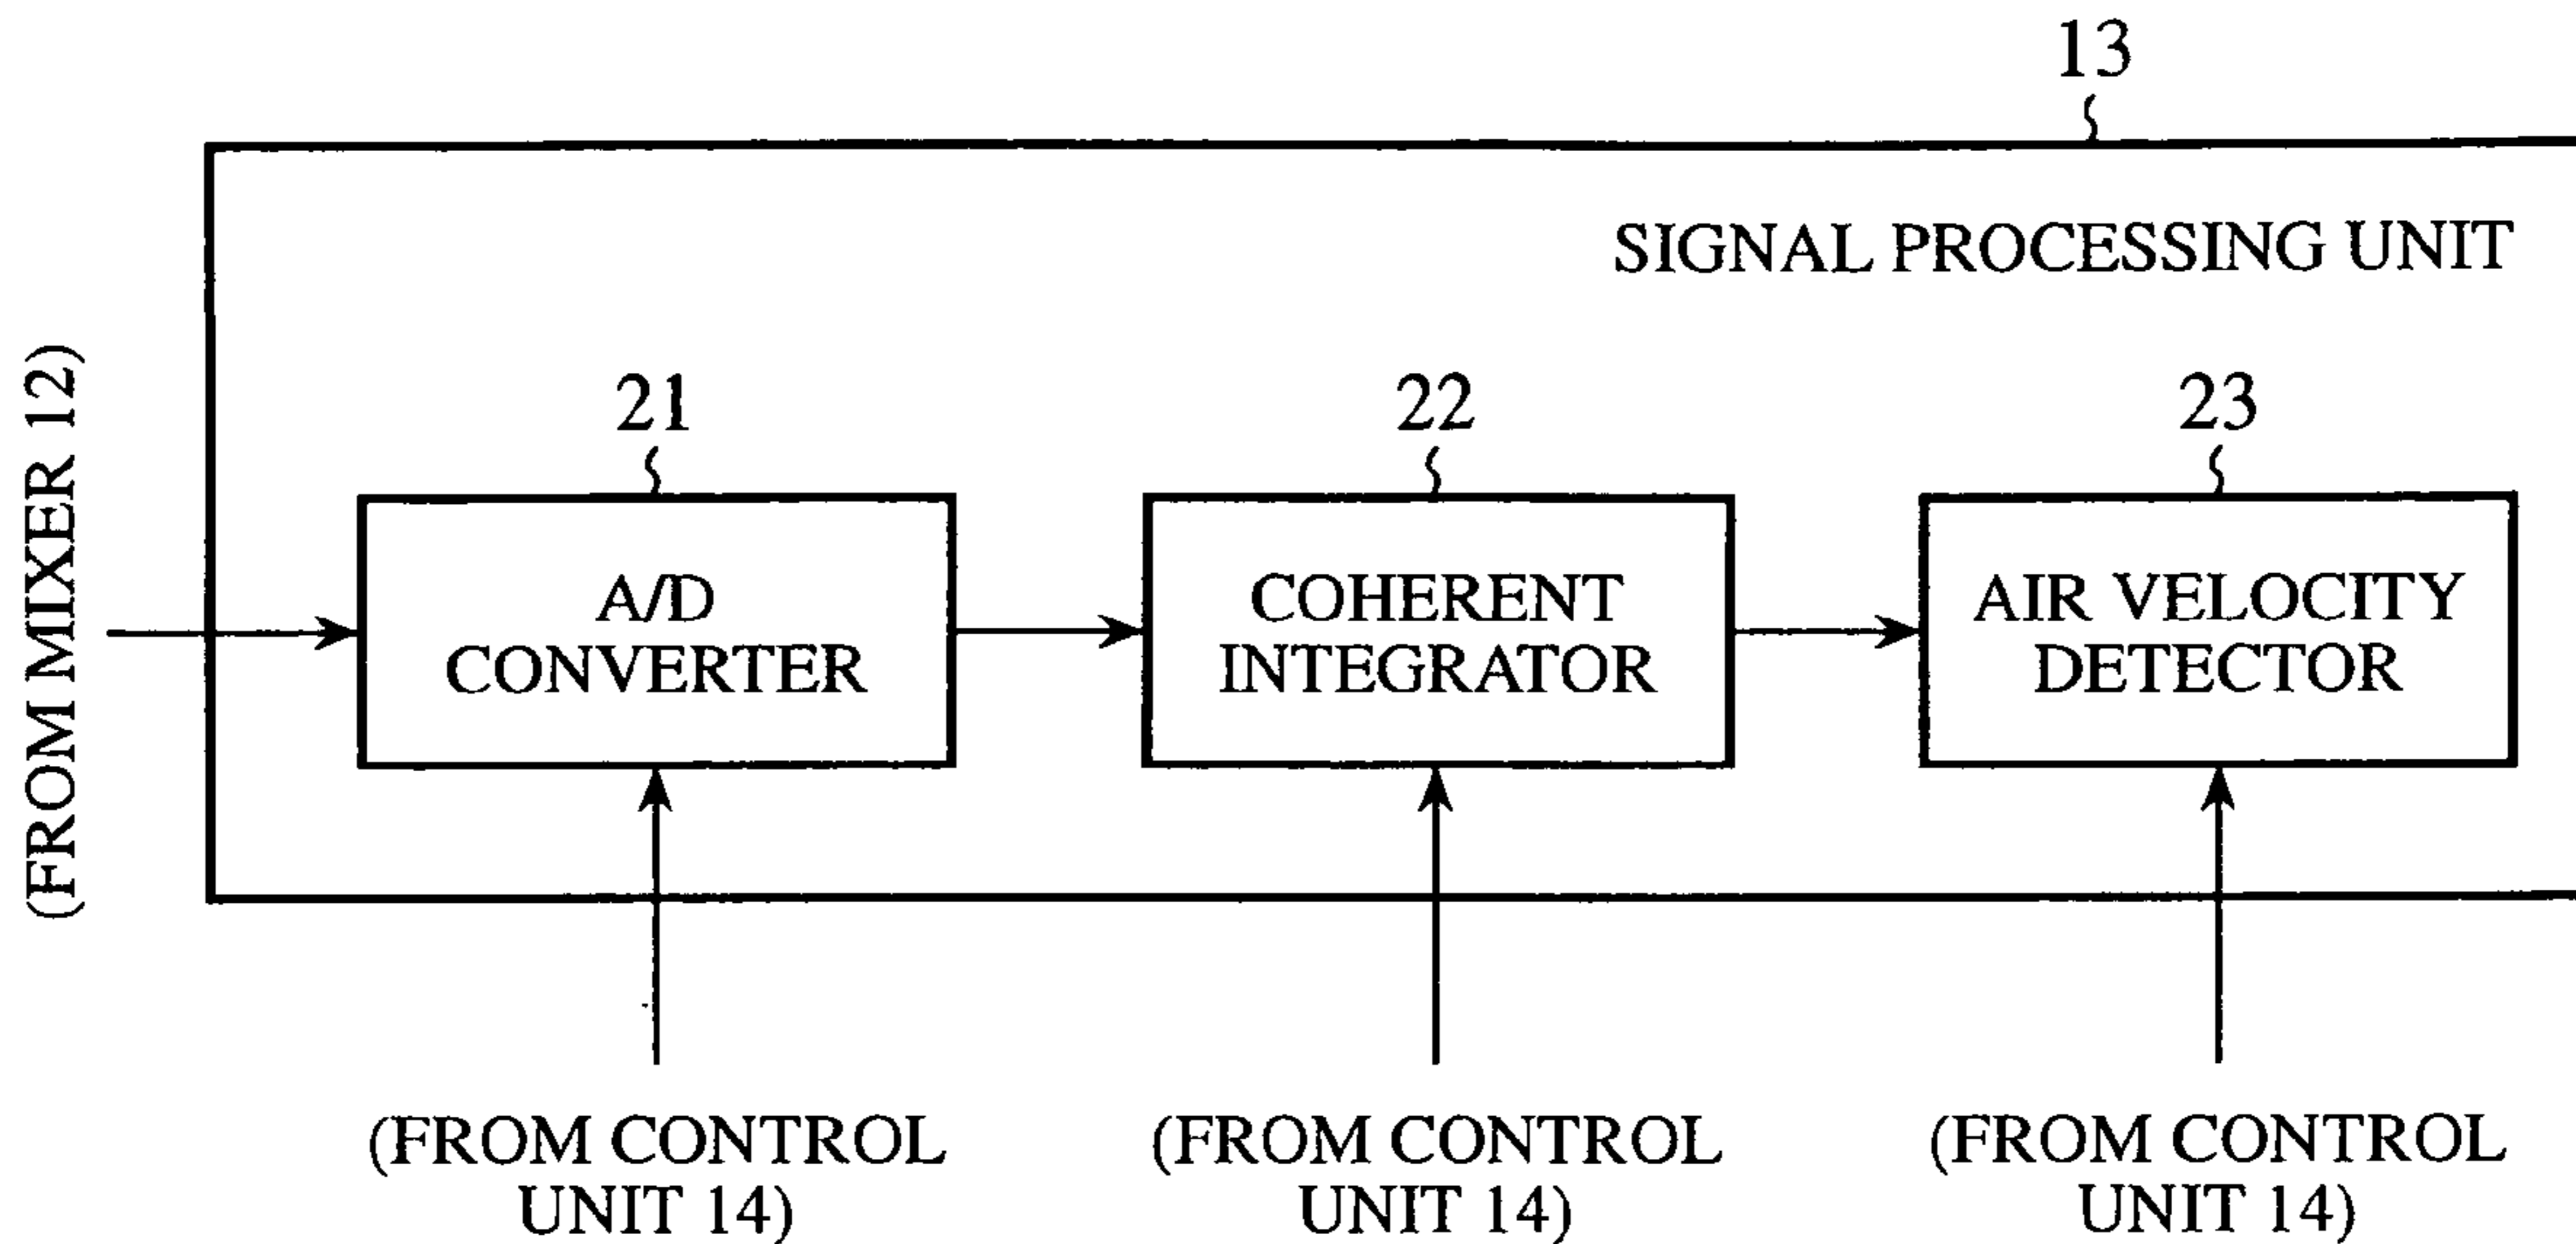 13
SIGNAL PROCESSING UNIT
(FROM MIXER 12)
21
22
23
A/D
CONVERTER
COHERENT
INTEGRATOR
AIR VELOCITY
DETECTOR
(FROM CONTROL
UNIT 14)
(FROM CONTROL
UNIT 14)
(FROM CONTROL
UNIT 14)